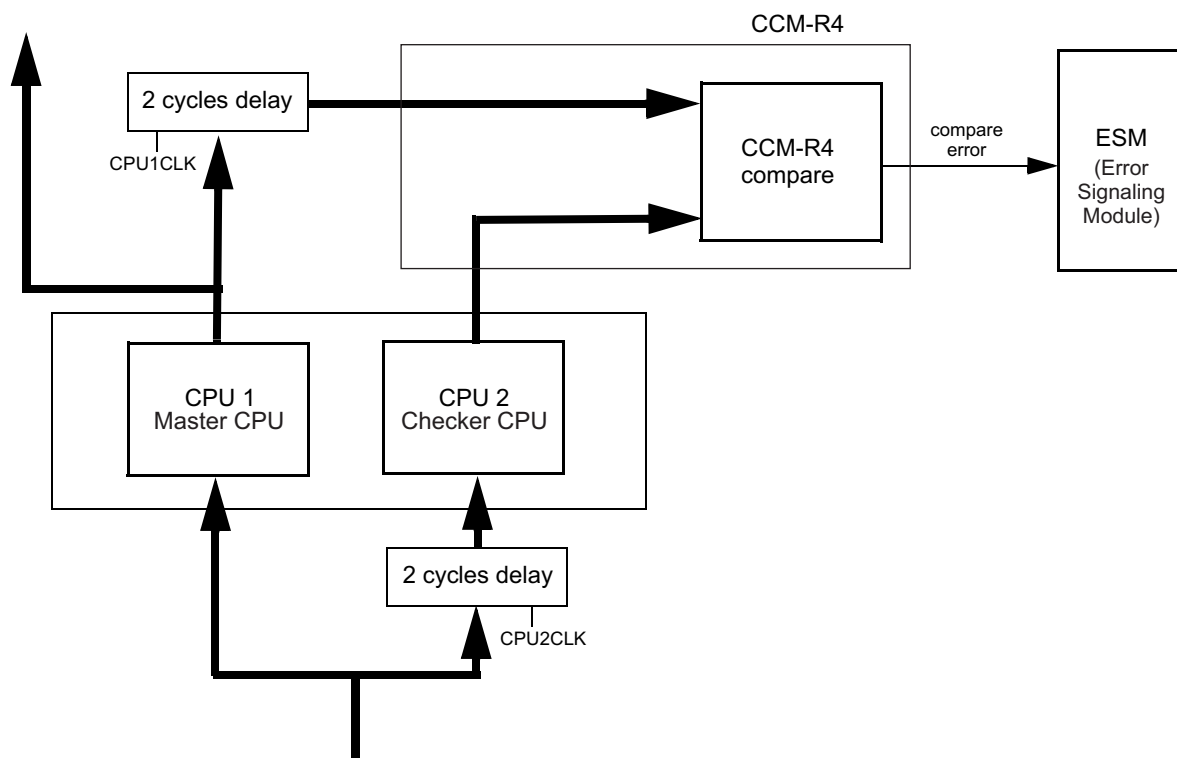 CCM-R4
2 cycles delay
CPU1CLK
CCM-R4
compare
compare
error
ESM
(Error
Signaling
Module)
CPU 1
Master CPU
CPU 2
Checker CPU
2 cycles delay
CPU2CLK